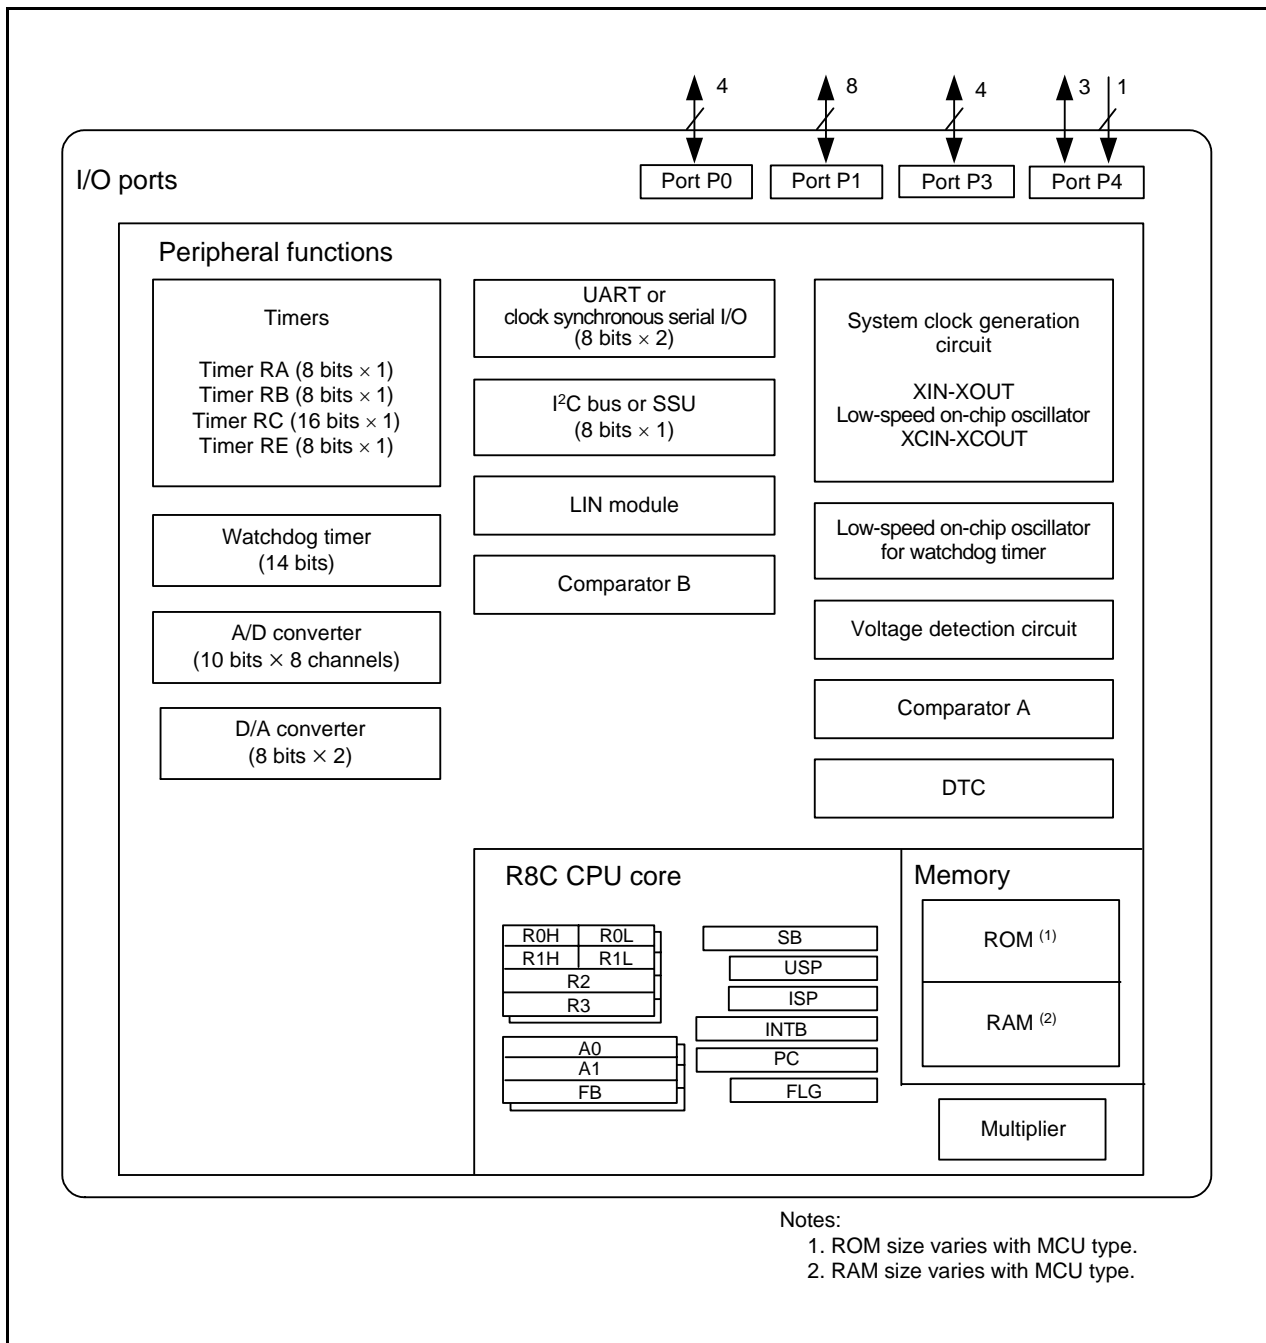 4
8
4
3
1
I/O ports
Port P0
Port P1
Port P3
Port P4
Peripheral functions
Timers
Timer RA (8 bits × 1)
Timer RB (8 bits × 1)
Timer RC (16 bits × 1)
Timer RE (8 bits × 1)
Watchdog timer
(14 bits)
A/D converter
(10 bits × 8 channels)
D/A converter
(8 bits × 2)
UART or
clock synchronous serial I/O
(8 bits × 2)
I²C bus or SSU
(8 bits × 1)
LIN module
Comparator B
System clock generation
circuit
XIN-XOUT
Low-speed on-chip oscillator
XCIN-XCOUT
Low-speed on-chip oscillator
for watchdog timer
Voltage detection circuit
Comparator A
DTC
R8C CPU core
R0H
R0L
R1H
R1L
R2
R3
A0
A1
FB
SB
USP
ISP
INTB
PC
FLG
Memory
ROM (1)
RAM (2)
Multiplier
Notes:
1. ROM size varies with MCU type.
2. RAM size varies with MCU type.